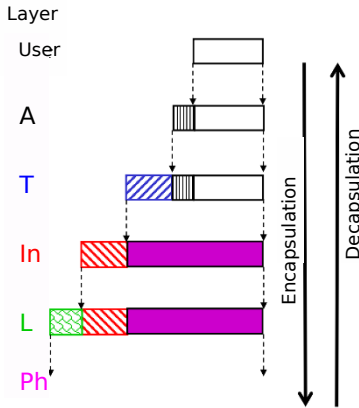 Layer
User
A
T
In
L
Ph
Encapsulation
Decapsulation